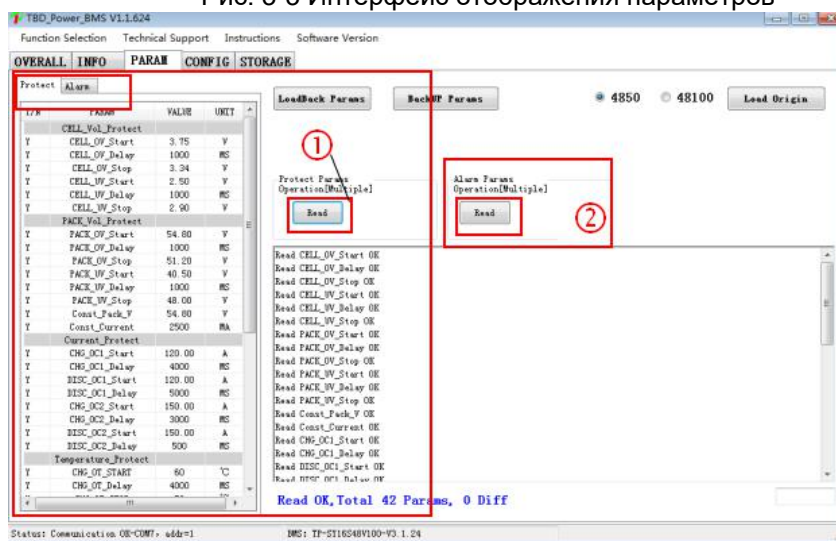 Рис. 3-3 Интерфейс отображения параметров
TBD_Power_BMS V1.1.624
Function Selection Technical Support Instructions Software Version
OVERALL INFO PARAM CONFIG STORAGE
Protect Alarm
LoadBack Params BackUP Params 4850 48100 Load Origin
Y/N PARAM VALUE UNIT
CELL_Vol_Protect
Y CELL_OV_Start 3.75 V
Y CELL_OV_Delay 1000 MS
Y CELL_OV_Stop 3.34 V
Y CELL_UV_Start 2.50 V
Y CELL_UV_Delay 1000 MS
Y CELL_UV_Stop 2.90 V
PACK_Vol_Protect
Y PACK_OV_Start 54.80 V
Y PACK_OV_Delay 1000 MS
Y PACK_OV_Stop 51.20 V
Y PACK_UV_Start 40.50 V
Y PACK_UV_Delay 1000 MS
Y PACK_UV_Stop 48.00 V
Y Const_Pack_V 54.80 V
Y Const_Current 2500 MA
Current_Protect
Y CHG_OC1_Start 120.00 A
Y CHG_OC1_Delay 4000 MS
Y DISC_OC1_Start 120.00 A
Y DISC_OC1_Delay 5000 MS
Y CHG_OC2_Start 150.00 A
Y CHG_OC2_Delay 3000 MS
Y DISC_OC2_Start 150.00 A
Y DISC_OC2_Delay 500 MS
Temperature_Protect
Y CHG_OT_START 60 ℃
Y CHG_OT_Delay 4000 MS
①
Protect Params
Operation[Multiple]
Read
Alarm Params
Operation[Multiple]
Read
②
Read CELL_OV_Start OK
Read CELL_OV_Delay OK
Read CELL_OV_Stop OK
Read CELL_UV_Start OK
Read CELL_UV_Delay OK
Read CELL_UV_Stop OK
Read PACK_OV_Start OK
Read PACK_OV_Delay OK
Read PACK_OV_Stop OK
Read PACK_UV_Start OK
Read PACK_UV_Delay OK
Read PACK_UV_Stop OK
Read Const_Pack_V OK
Read Const_Current OK
Read CHG_OC1_Start OK
Read CHG_OC1_Delay OK
Read DISC_OC1_Start OK
Read DISC_OC1_Delay OK
Read OK,Total 42 Params, 0 Diff
Status: Communication OK-COM7, addr=1 BMS: TP-ST16S48V100-V3.1.24